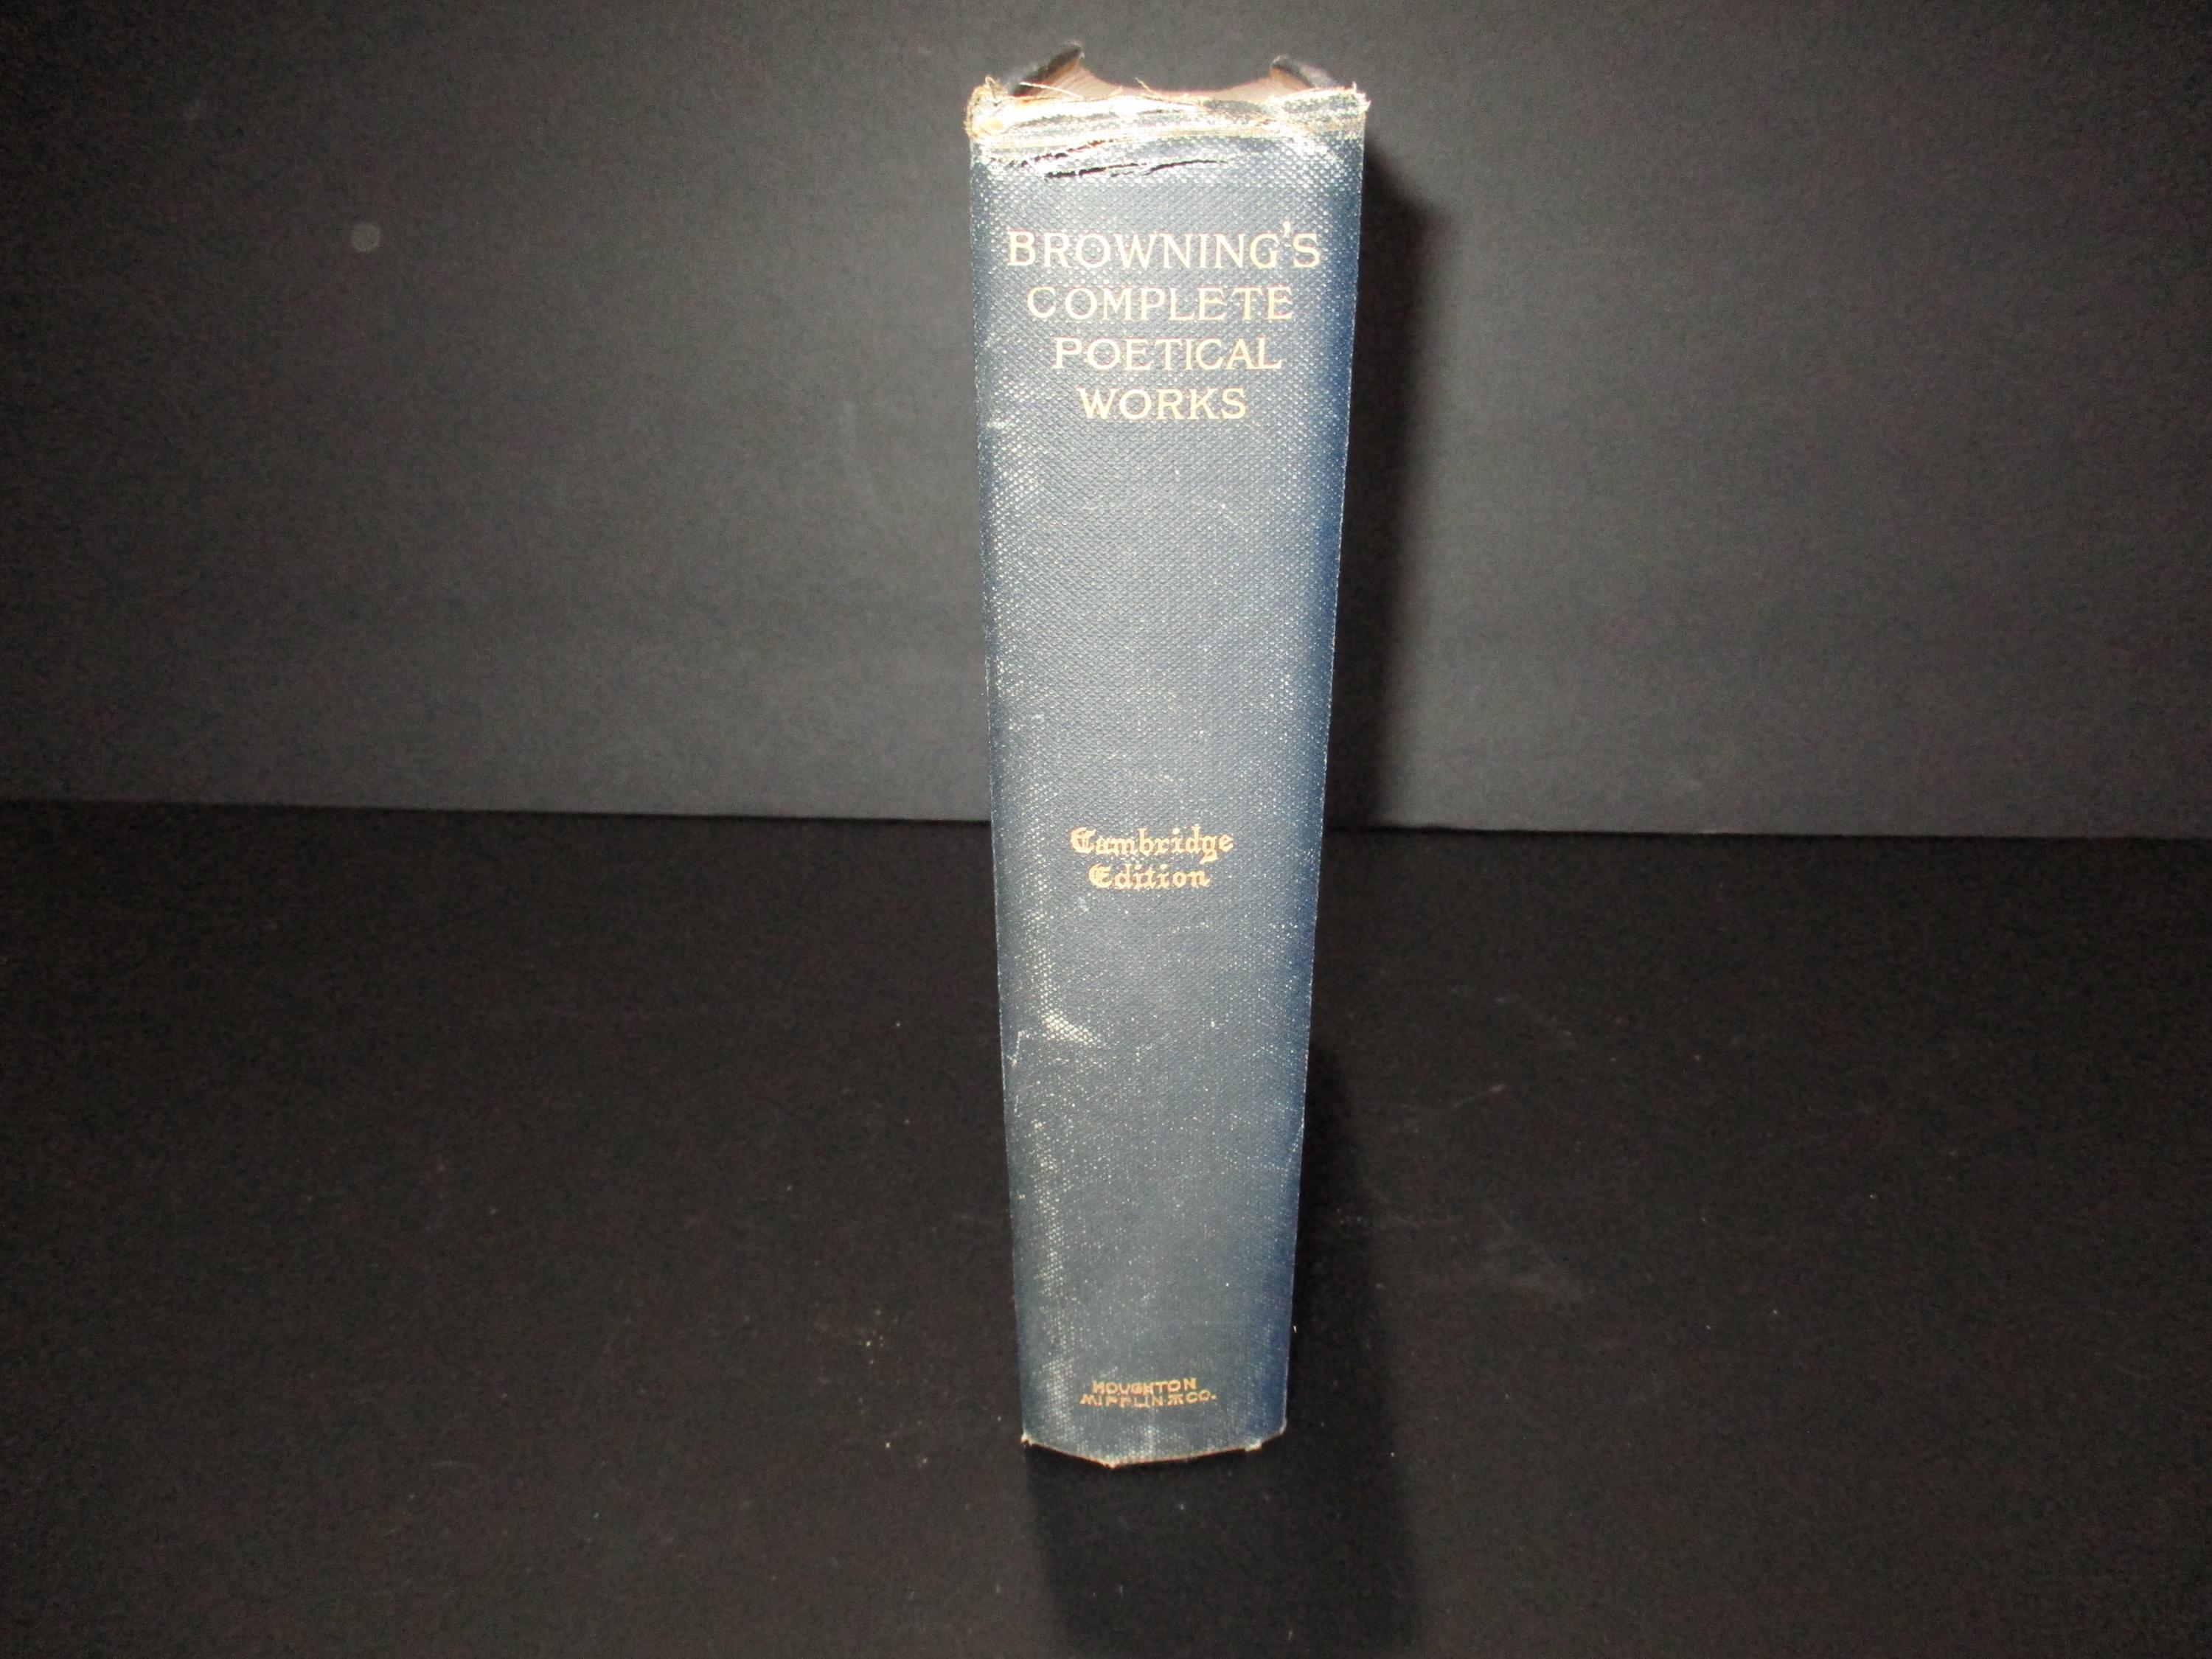 BROWNING'S
COMPLETE
POETICAL
WORKS
Cambridge
Edition
HOUGHTON
MIFFLIN & CO.